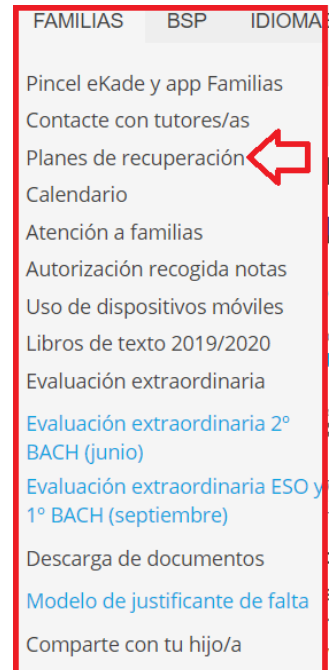 FAMILIAS BSP IDIOMA
Pincel eKade y app Familias
Contacte con tutores/as
Planes de recuperación
Calendario
Atención a familias
Autorización recogida notas
Uso de dispositivos móviles
Libros de texto 2019/2020
Evaluación extraordinaria
Evaluación extraordinaria 2º
BACH (junio)
Evaluación extraordinaria ESO y
1º BACH (septiembre)
Descarga de documentos
Modelo de justificante de falta
Comparte con tu hijo/a